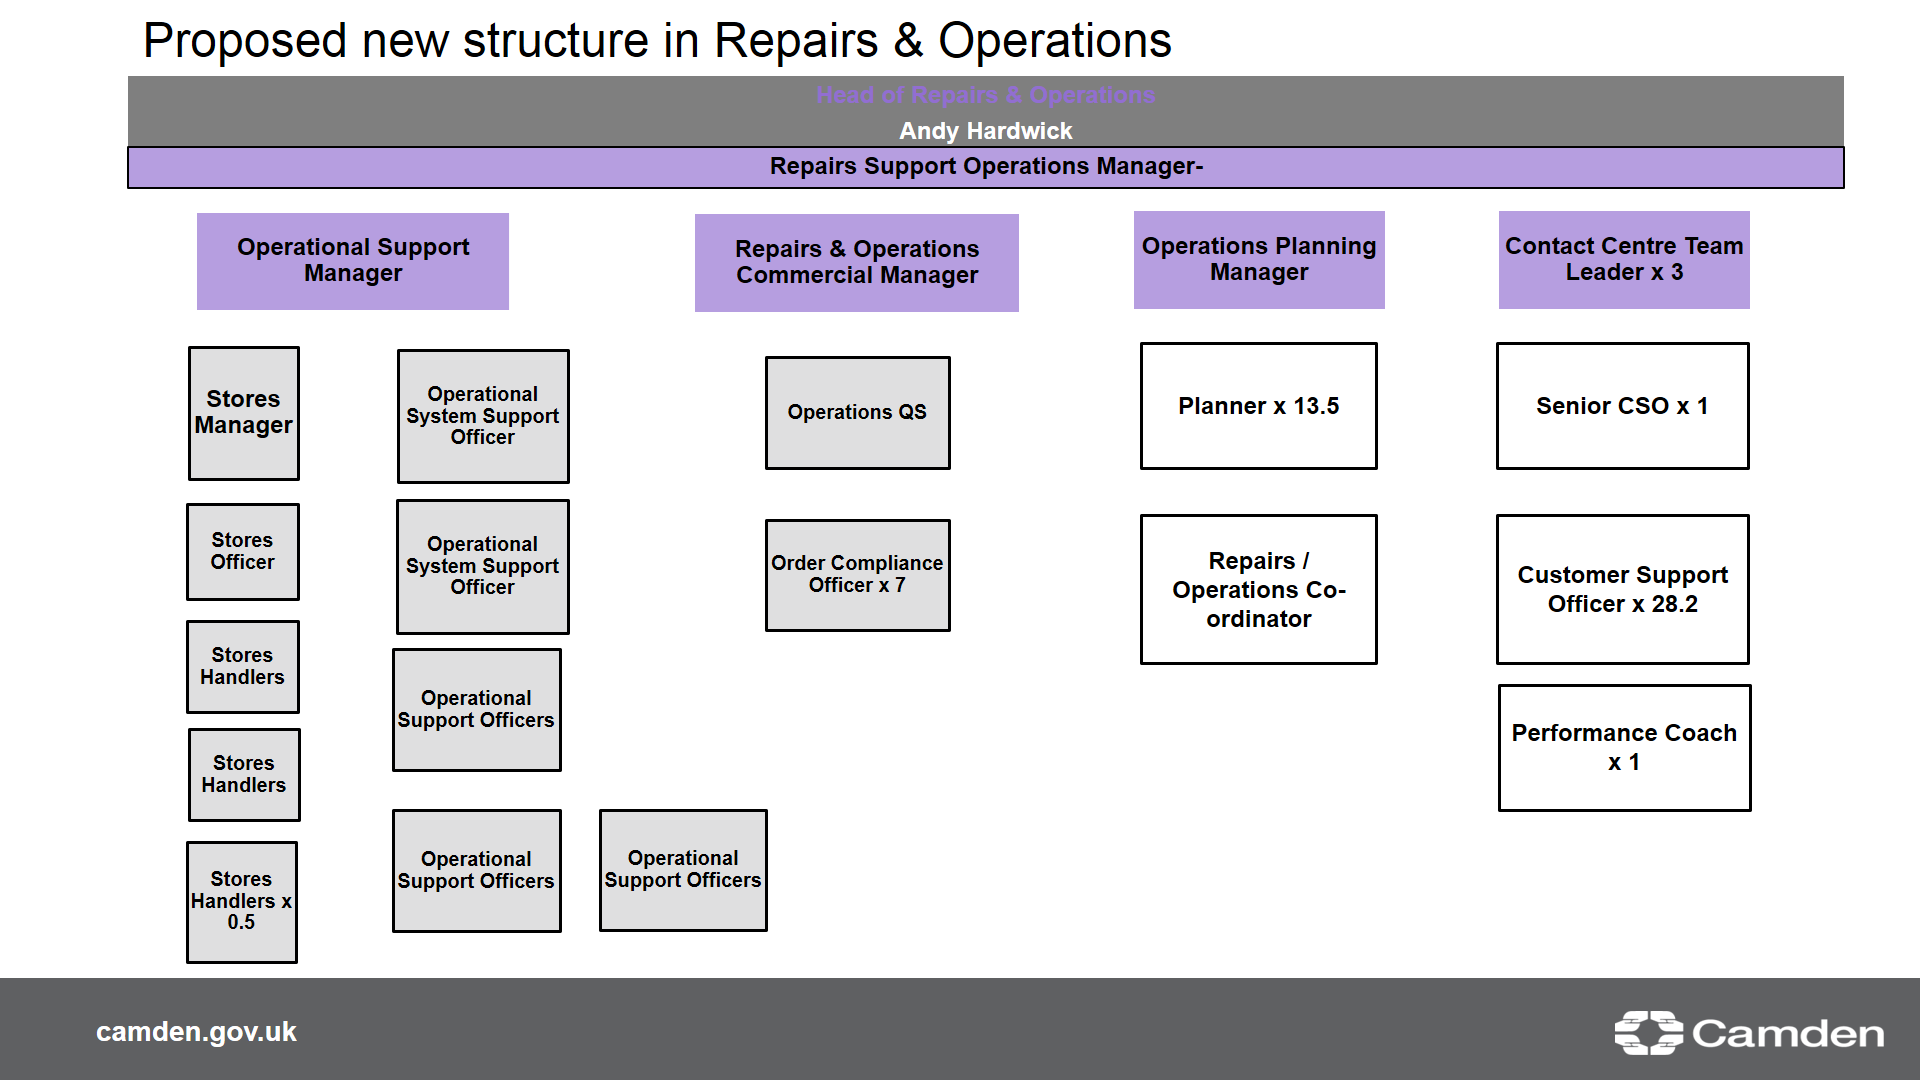 Proposed new structure in Repairs & Operations
Head of Repairs & Operations
Andy Hardwick
Repairs Support Operations Manager-
Operational Support
Manager
Repairs & Operations
Commercial Manager
Operations Planning
Manager
Contact Centre Team
Leader x 3
Stores
Manager
Operational
System Support
Officer
Operations QS
Planner x 13.5
Senior CSO x 1
Stores
Officer
Operational
System Support
Officer
Order Compliance
Officer x 7
Repairs /
Operations Co-
ordinator
Customer Support
Officer x 28.2
Stores
Handlers
Operational
Support Officers
Performance Coach
x 1
Stores
Handlers
Stores
Handlers x
0.5
Operational
Support Officers
Operational
Support Officers
camden.gov.uk
Camden